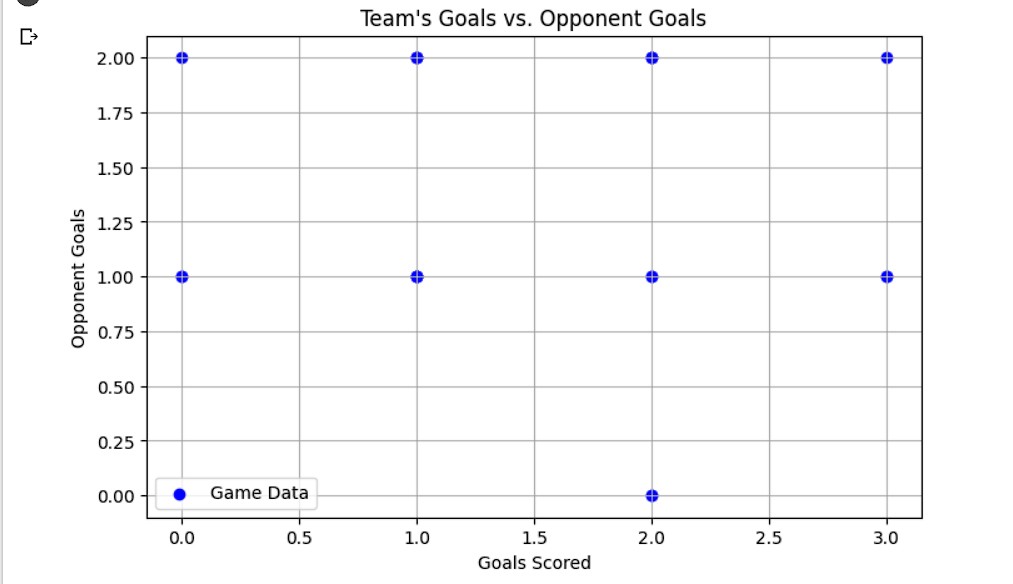 Team's Goals vs. Opponent Goals
2.00
1.75
1.50
1.25
1.00
0.75
0.50
0.25
0.00
Opponent Goals
Game Data
0.0 0.5 1.0 1.5 2.0 2.5 3.0
Goals Scored